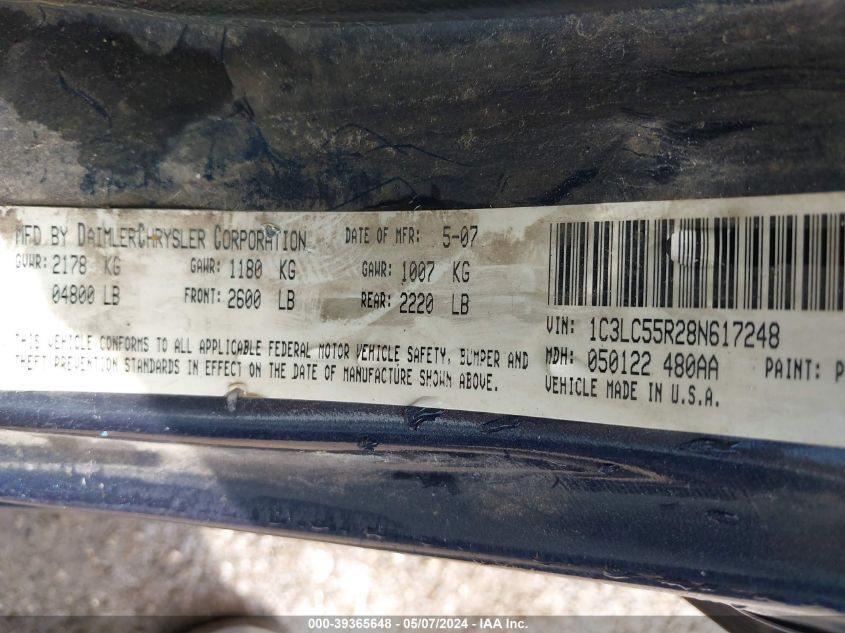 MFD BY DAIMLERCHRYSLER CORPORATION DATE OF MFR: 5-07
GVWR: 2178 KG GAWR: 1180 KG GAWR: 1007 KG
04800 LB FRONT: 2600 LB REAR: 2220 LB
THIS VEHICLE CONFORMS TO ALL APPLICABLE FEDERAL MOTOR VEHICLE SAFETY, BUMPER AND
THEFT PREVENTION STANDARDS IN EFFECT ON THE DATE OF MANUFACTURE SHOWN ABOVE.
VIN: 1C3LC55R28N617248
MDH: 050122 480AA PAINT: P
VEHICLE MADE IN U.S.A.
000-39365648 - 05/07/2024 - IAA Inc.